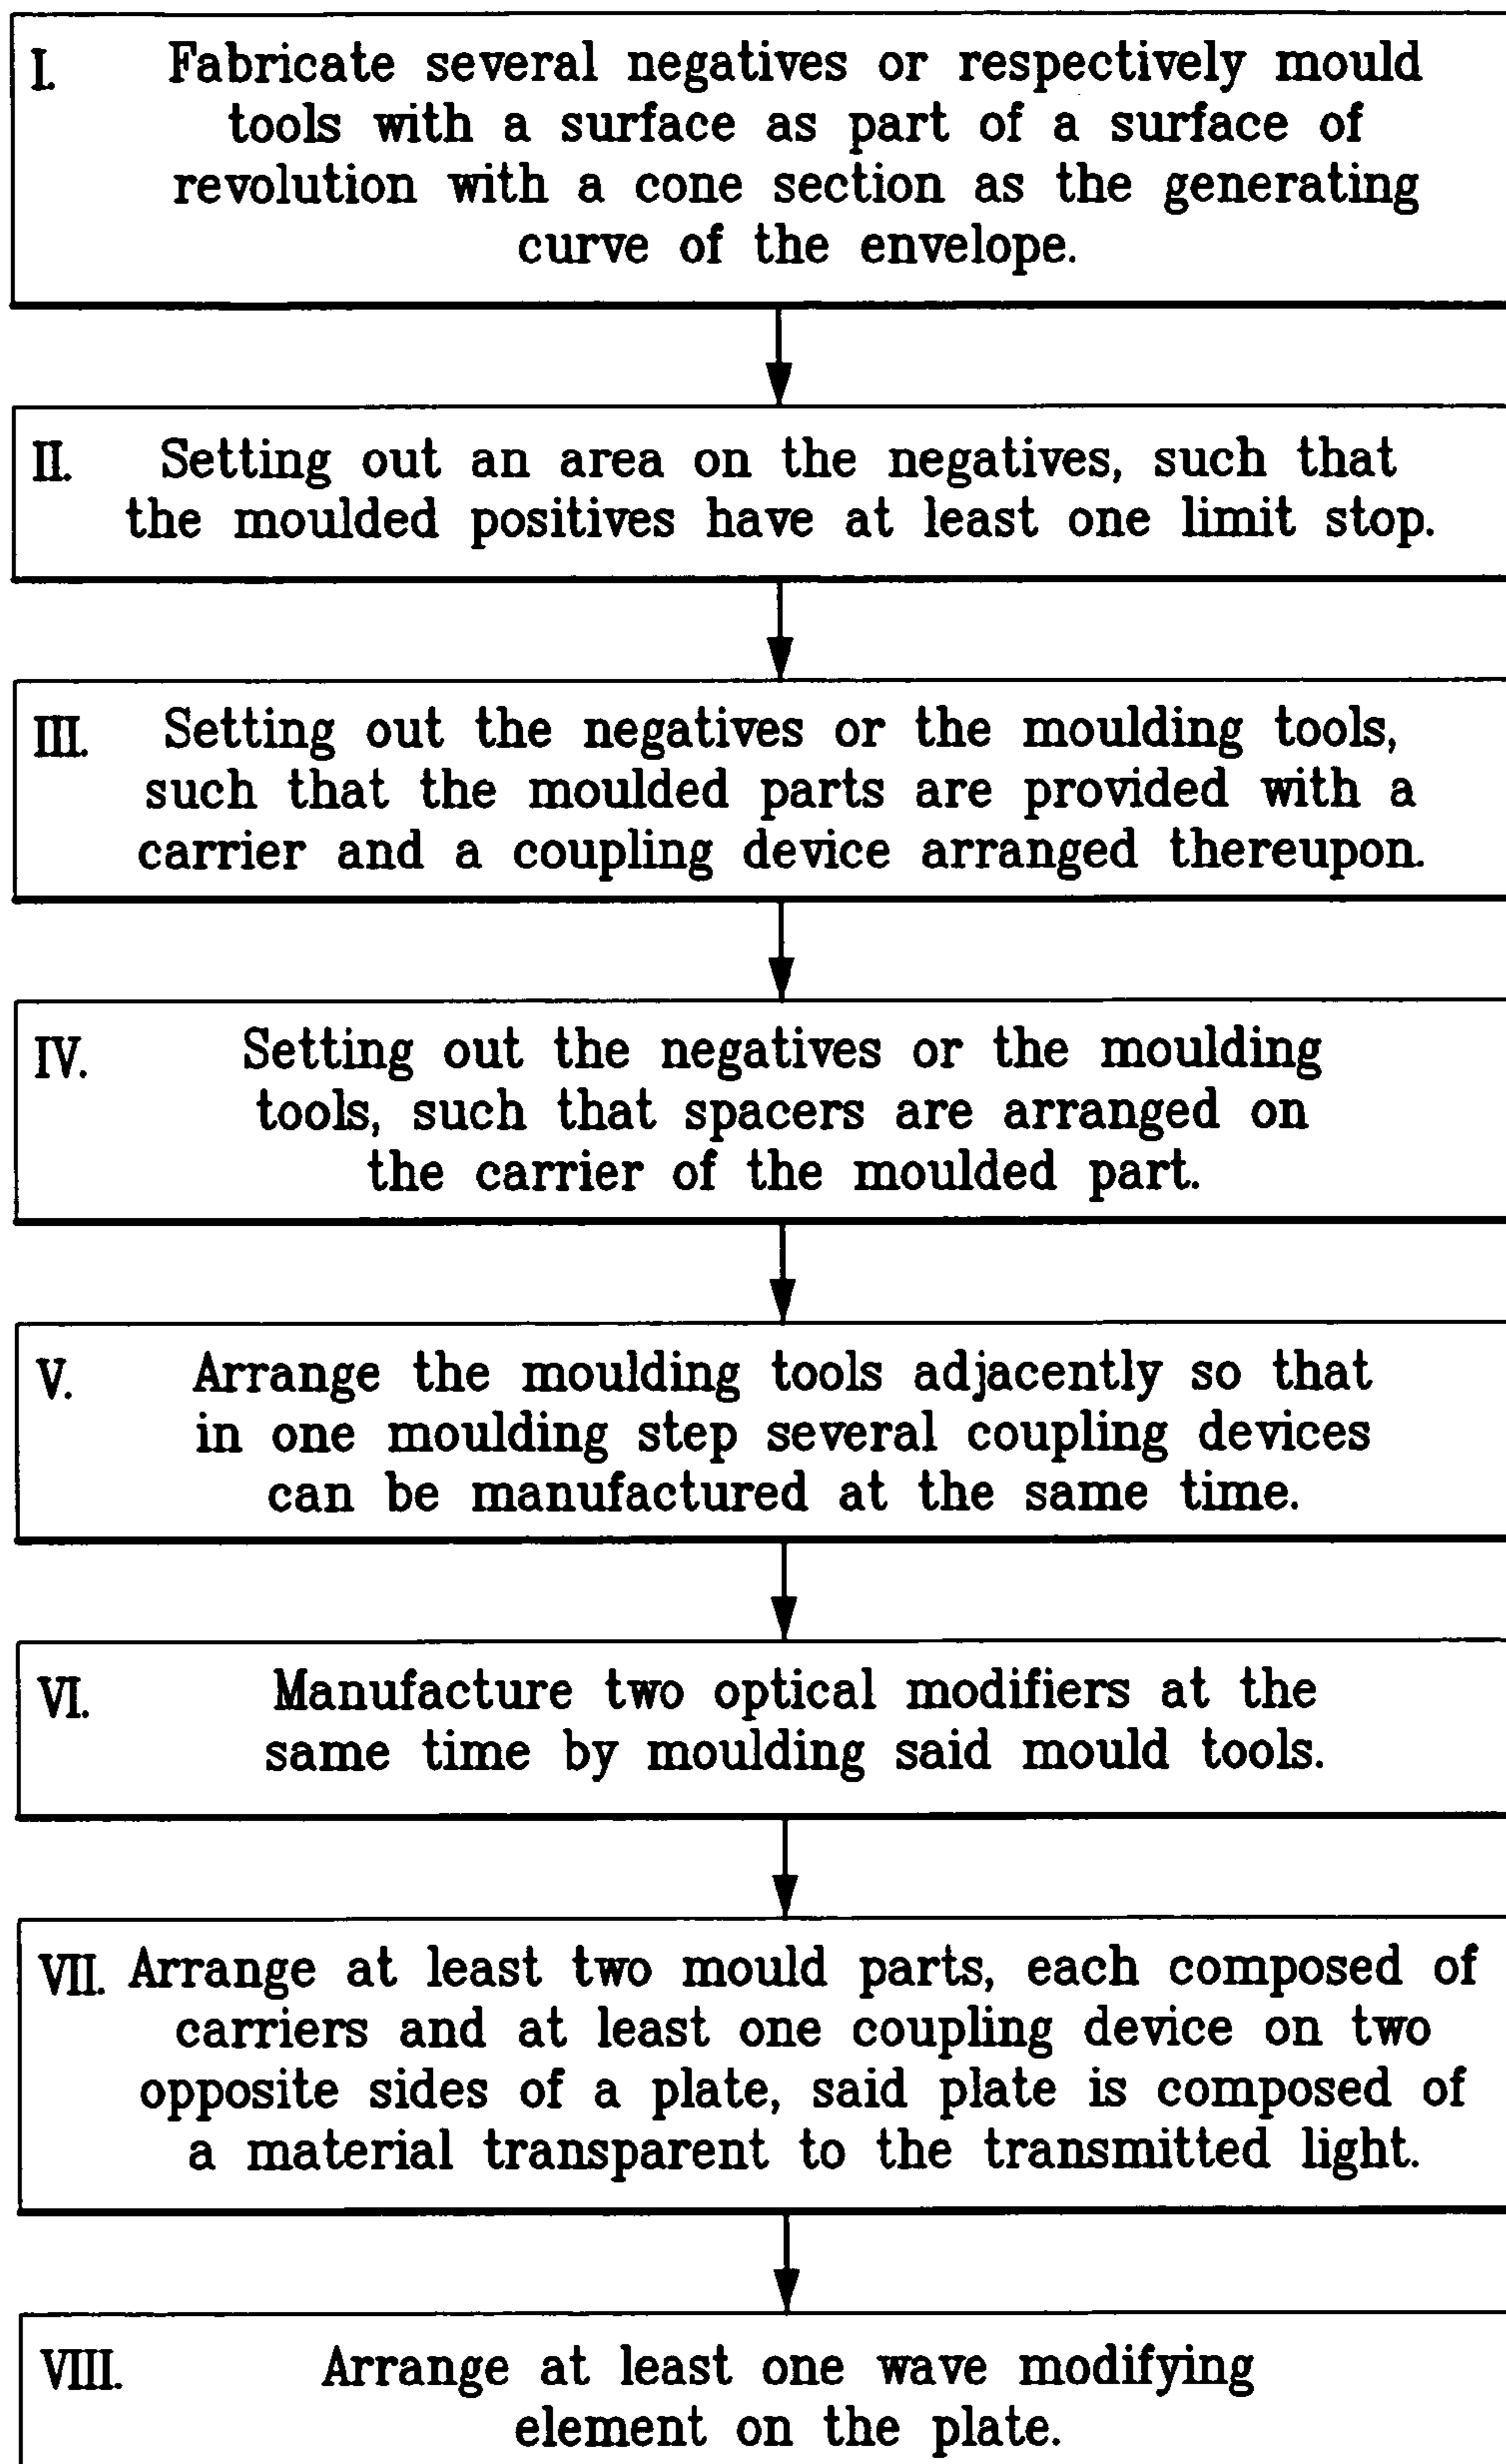 I. Fabricate several negatives or respectively mould
tools with a surface as part of a surface of
revolution with a cone section as the generating
curve of the envelope.
II. Setting out an area on the negatives, such that
the moulded positives have at least one limit stop.
III. Setting out the negatives or the moulding tools,
such that the moulded parts are provided with a
carrier and a coupling device arranged thereupon.
IV. Setting out the negatives or the moulding
tools, such that spacers are arranged on
the carrier of the moulded part.
V. Arrange the moulding tools adjacently so that
in one moulding step several coupling devices
can be manufactured at the same time.
VI. Manufacture two optical modifiers at the
same time by moulding said mould tools.
VII. Arrange at least two mould parts, each composed of
carriers and at least one coupling device on two
opposite sides of a plate, said plate is composed of
a material transparent to the transmitted light.
VIII. Arrange at least one wave modifying
element on the plate.